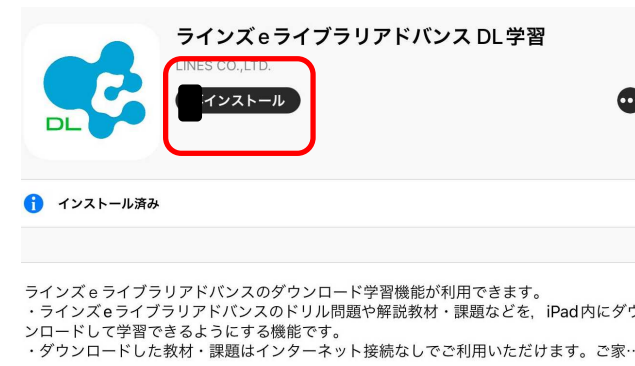 ラインズeライブラリアドバンス DL学習
LINES CO.,LTD.
インストール
DL
インストール済み
ラインズeライブラリアドバンスのダウンロード学習機能が利用できます。
・ラインズeライブラリアドバンスのドリル問題や解説教材・課題などを，iPad内にダウ
ンロードして学習できるようにする機能です。
・ダウンロードした教材・課題はインターネット接続なしでご利用いただけます。ご家…